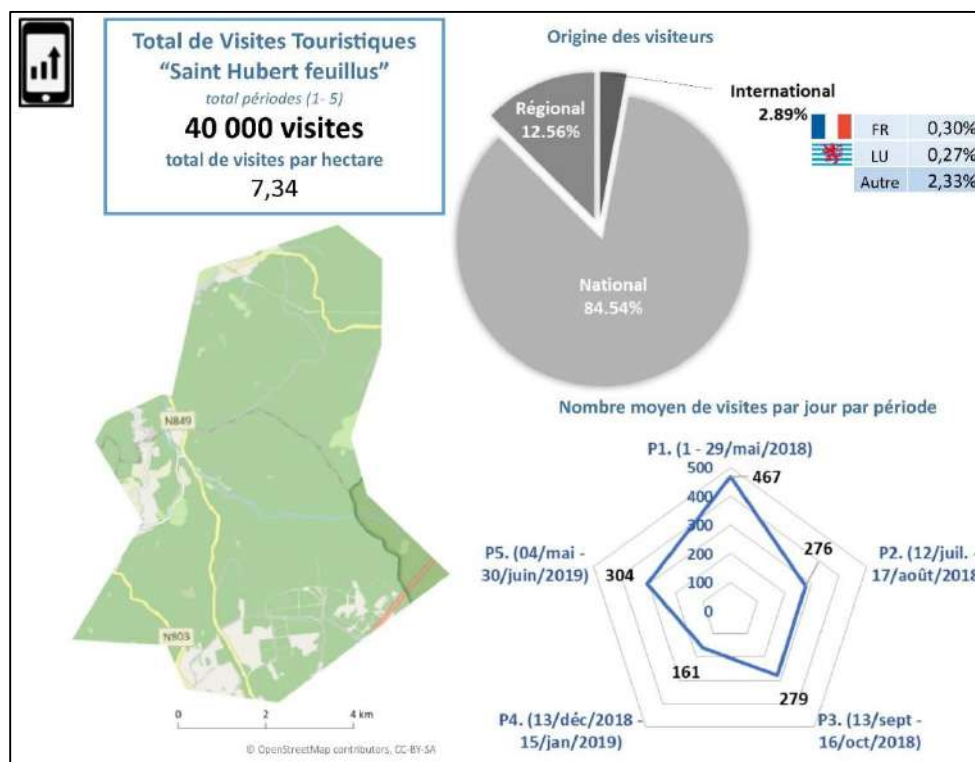 Total de Visites Touristiques
“Saint Hubert feuillus”
total périodes (1- 5)
40 000 visites
total de visites par hectare
7,34
Origine des visiteurs
International
2.89%
Régional
12.56%
National
84.54%
FR 0,30%
LU 0,27%
Autre 2,33%
N849
N803
0 2 4 km
© OpenStreetMap contributors, CC-BY-SA
Nombre moyen de visites par jour par période
P1. (1 - 29/mai/2018)
500
467
400
300
200
100
0
276
P2. (12/juil. -
17/août/2018
279
P3. (13/sept -
16/oct/2018)
161
P4. (13/déc/2018 -
15/jan/2019)
304
P5. (04/mai -
30/juin/2019)